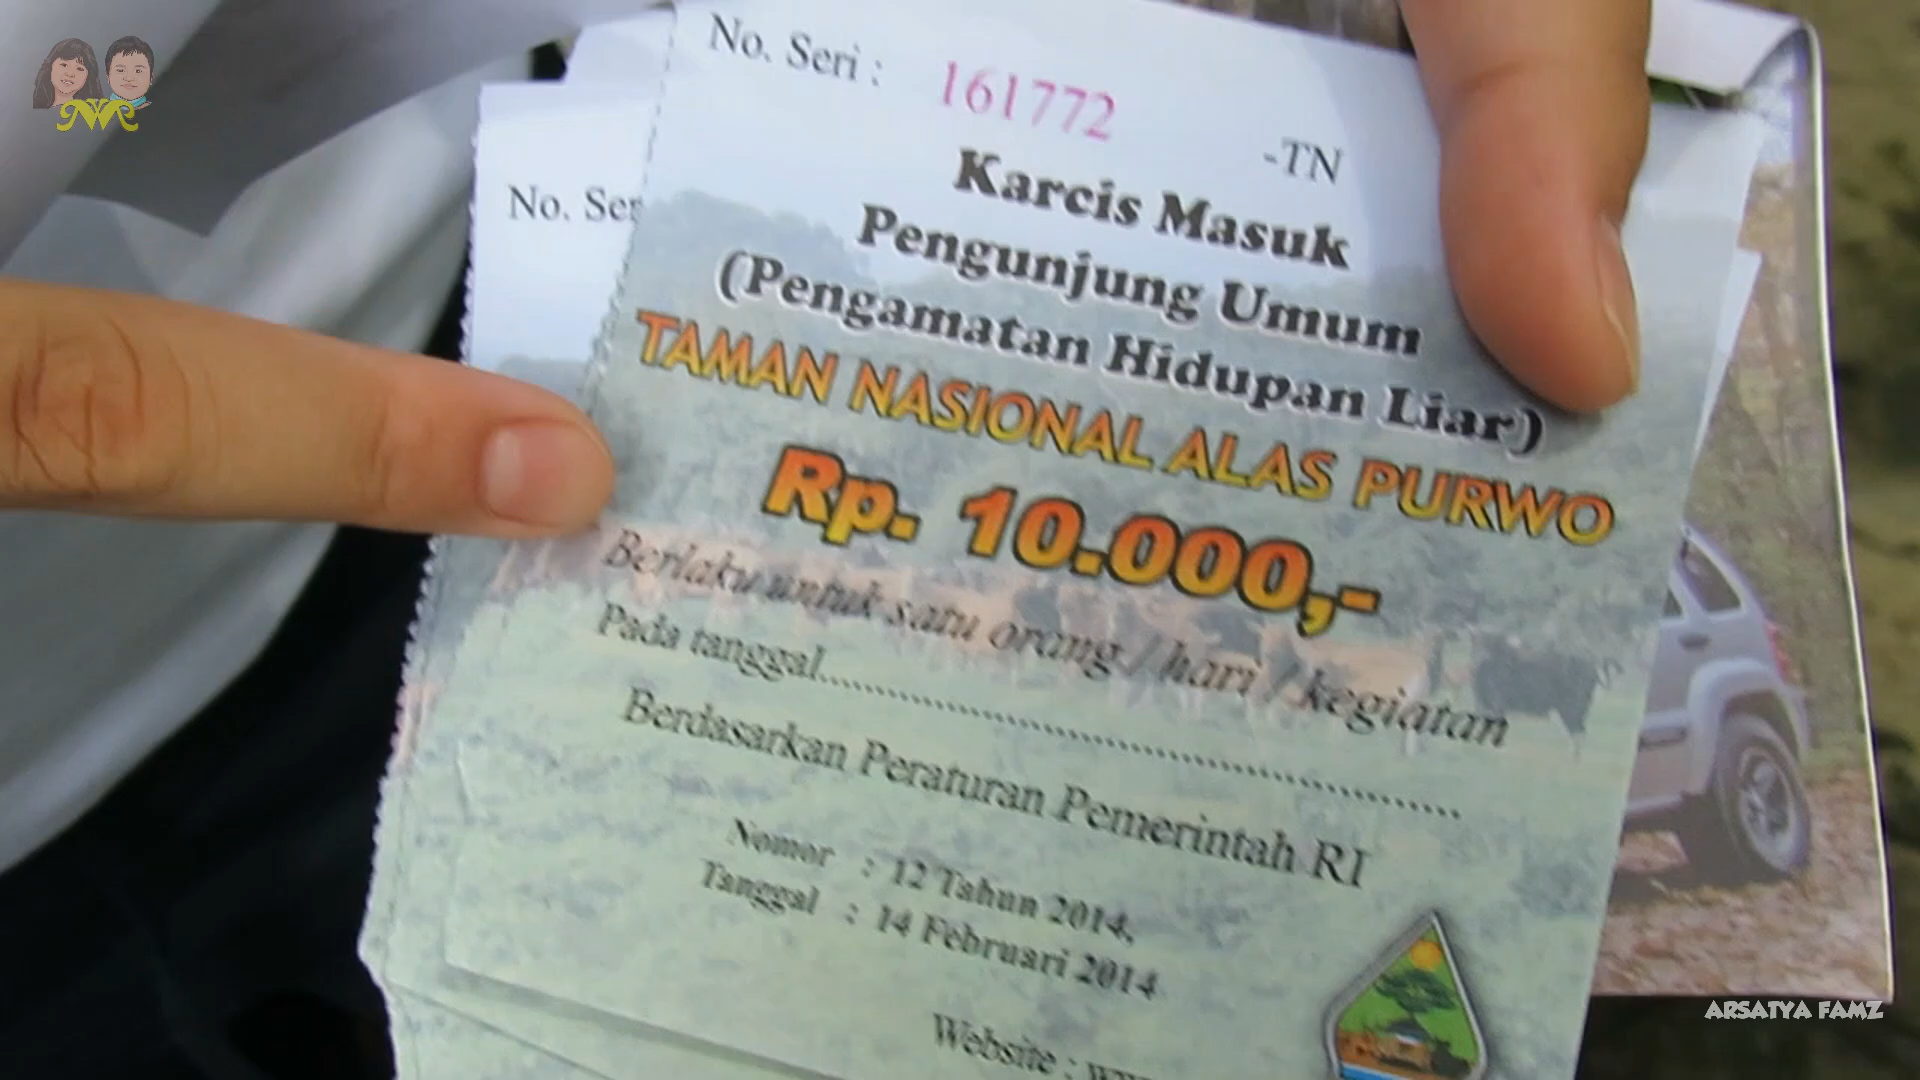 No. Seri : 161772 -TN
No. Ser
Karcis Masuk
Pengunjung Umum
(Pengamatan Hidupan Liar)
TAMAN NASIONAL ALAS PURWO
Rp. 10.000,-
Berlaku untuk satu orang / hari / kegiatan
Pada tanggal..........................................................
Berdasarkan Peraturan Pemerintah RI
Nomor : 12 Tahun 2014,
Tanggal : 14 Februari 2014
Website :
ARSATYA FAMZ